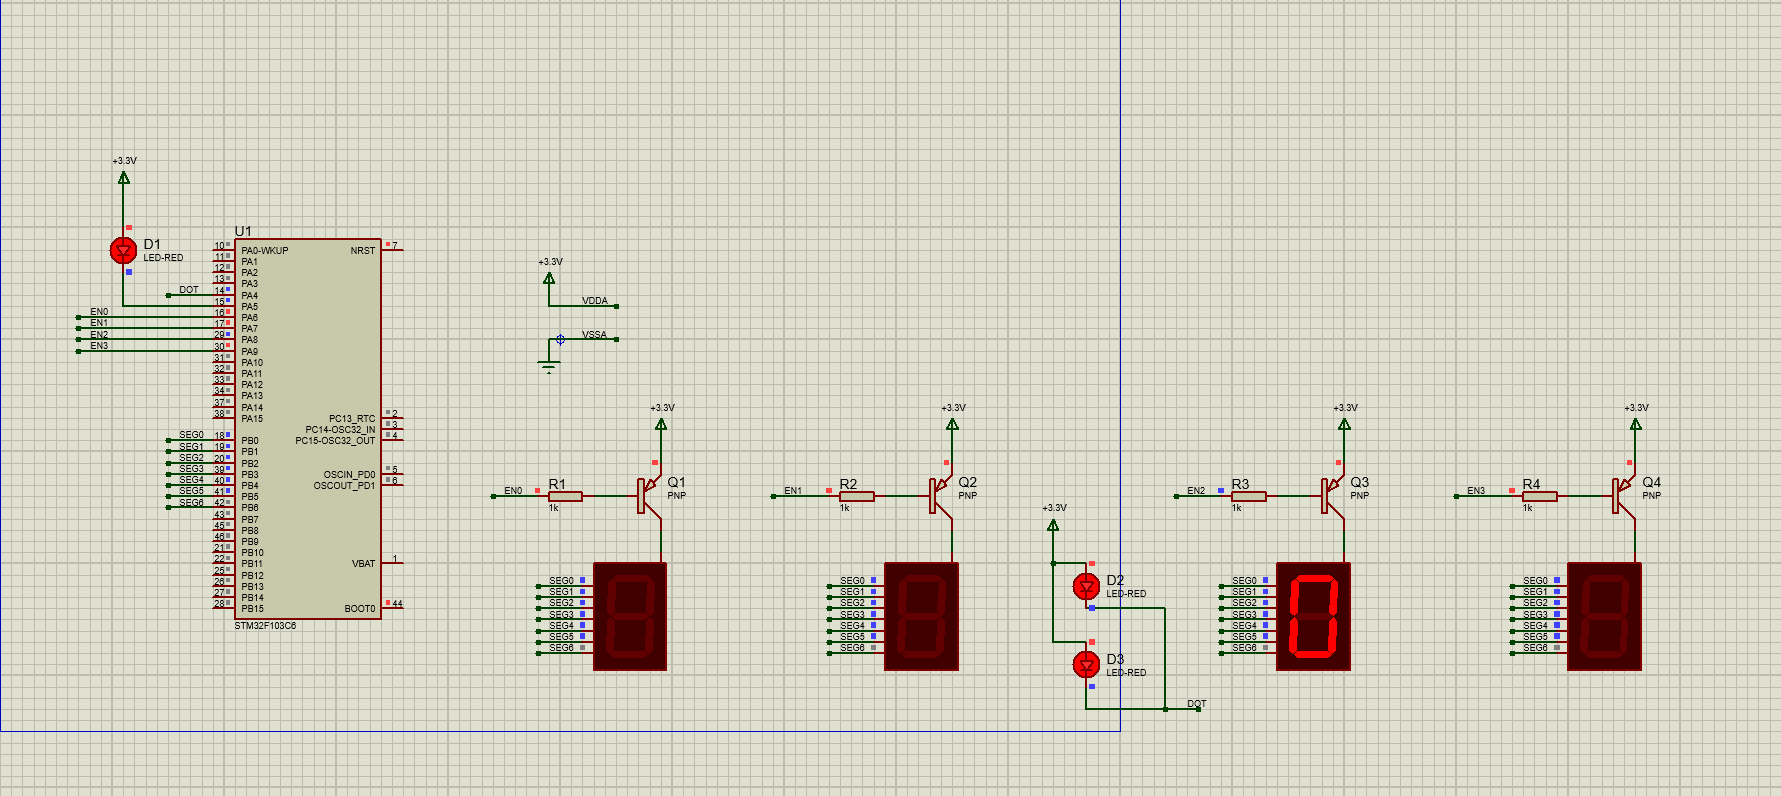 +3.3V
D1
LED-RED
DOT
EN0
EN1
EN2
EN3
SEG0
SEG1
SEG2
SEG3
SEG4
SEG5
SEG6
U1
10 PA0-WKUP NRST 7
11 PA1
12 PA2
13 PA3
14 PA4
15 PA5
16 PA6
17 PA7
29 PA8
30 PA9
31 PA10
32 PA11
33 PA12
34 PA13
37 PA14
38 PA15 PC13_RTC 2
PC14-OSC32_IN 3
18 PB0 PC15-OSC32_OUT 4
19 PB1
20 PB2
39 PB3 OSCIN_PD0 5
40 PB4 OSCOUT_PD1 6
41 PB5
42 PB6
43 PB7
45 PB8
46 PB9
21 PB10
22 PB11 VBAT 1
25 PB12
26 PB13
27 PB14
28 PB15 BOOT0 44
STM32F103C6
+3.3V
VDDA
VSSA
+3.3V
EN0
R1
1k
Q1
PNP
SEG0
SEG1
SEG2
SEG3
SEG4
SEG5
SEG6
+3.3V
EN1
R2
1k
Q2
PNP
SEG0
SEG1
SEG2
SEG3
SEG4
SEG5
SEG6
+3.3V
D2
LED-RED
D3
LED-RED
DOT
+3.3V
EN2
R3
1k
Q3
PNP
SEG0
SEG1
SEG2
SEG3
SEG4
SEG5
SEG6
0
+3.3V
EN3
R4
1k
Q4
PNP
SEG0
SEG1
SEG2
SEG3
SEG4
SEG5
SEG6